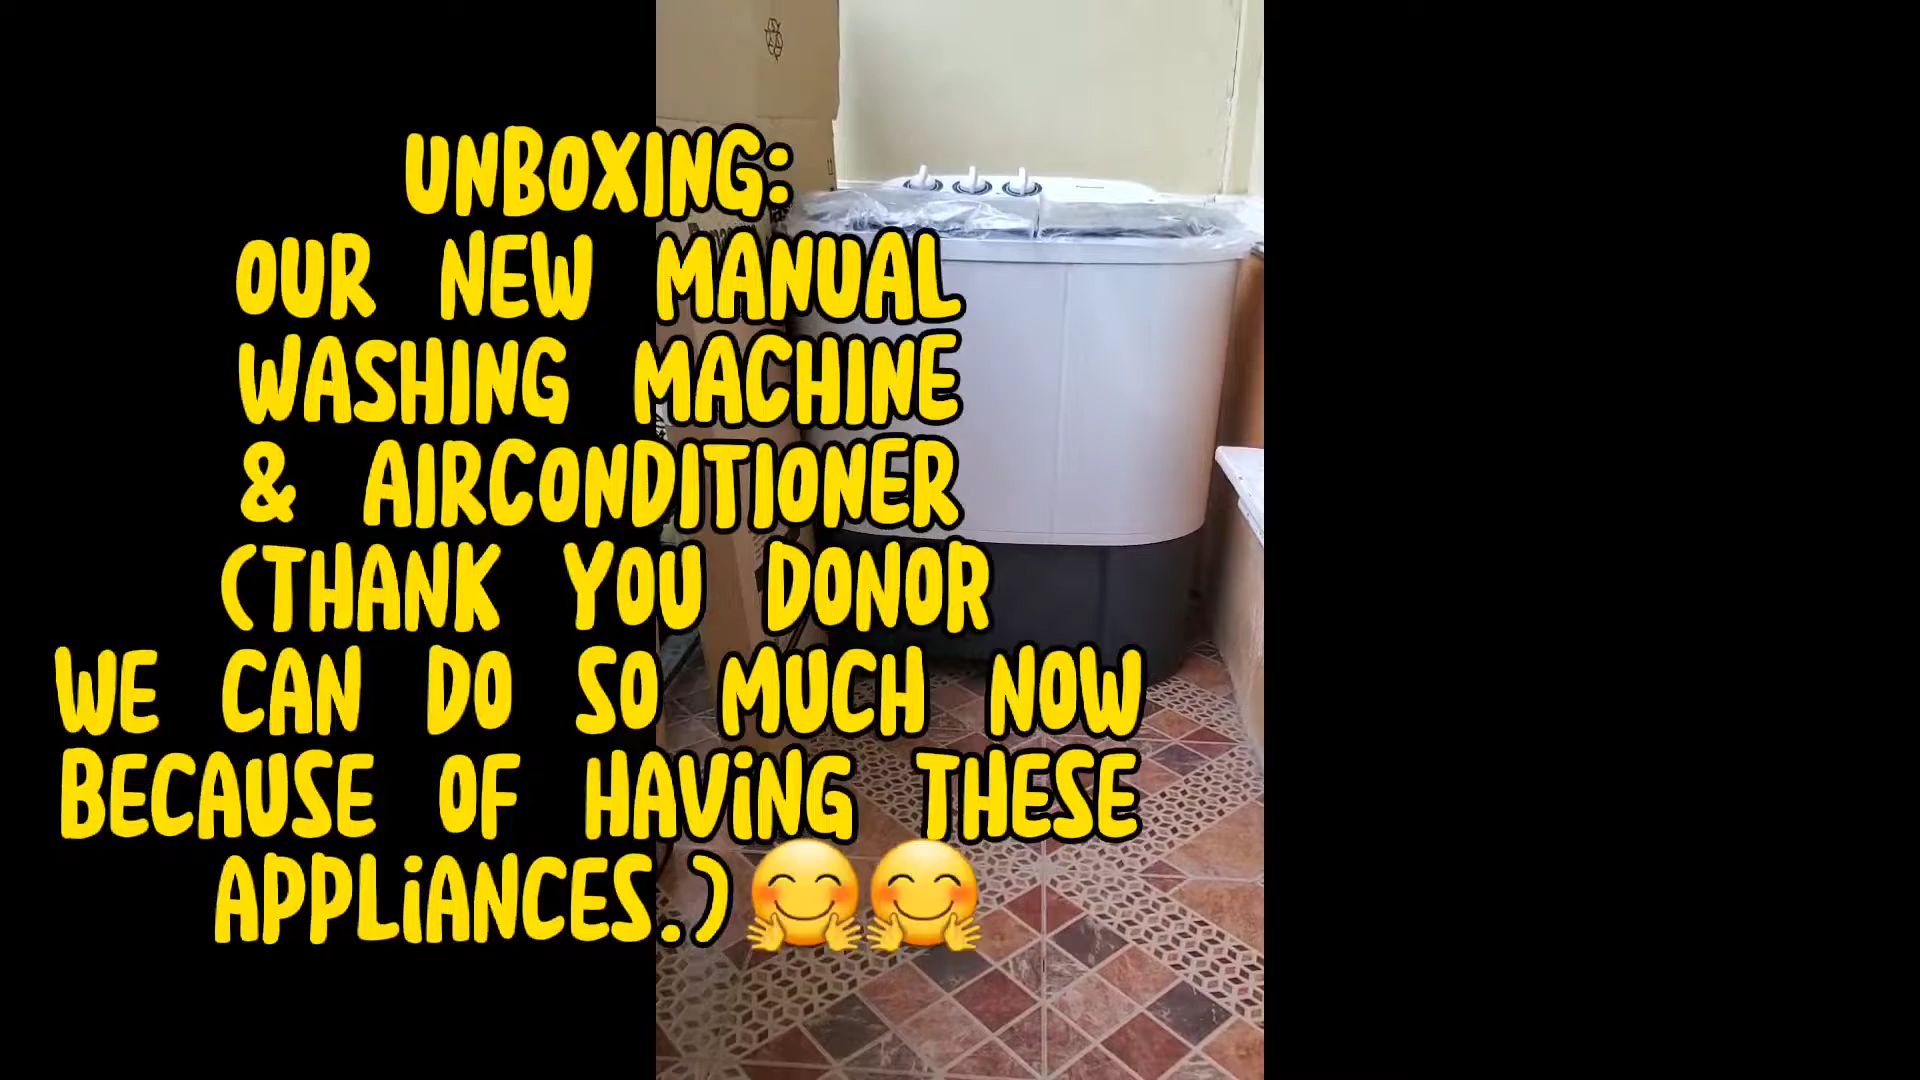 UNBOXING:
OUR NEW MANUAL
WASHING MACHINE
& AIRCONDITIONER
(THANK YOU DONOR
WE CAN DO SO MUCH NOW
BECAUSE OF HAViNG THESE
APPLiANCES.)🤗🤗